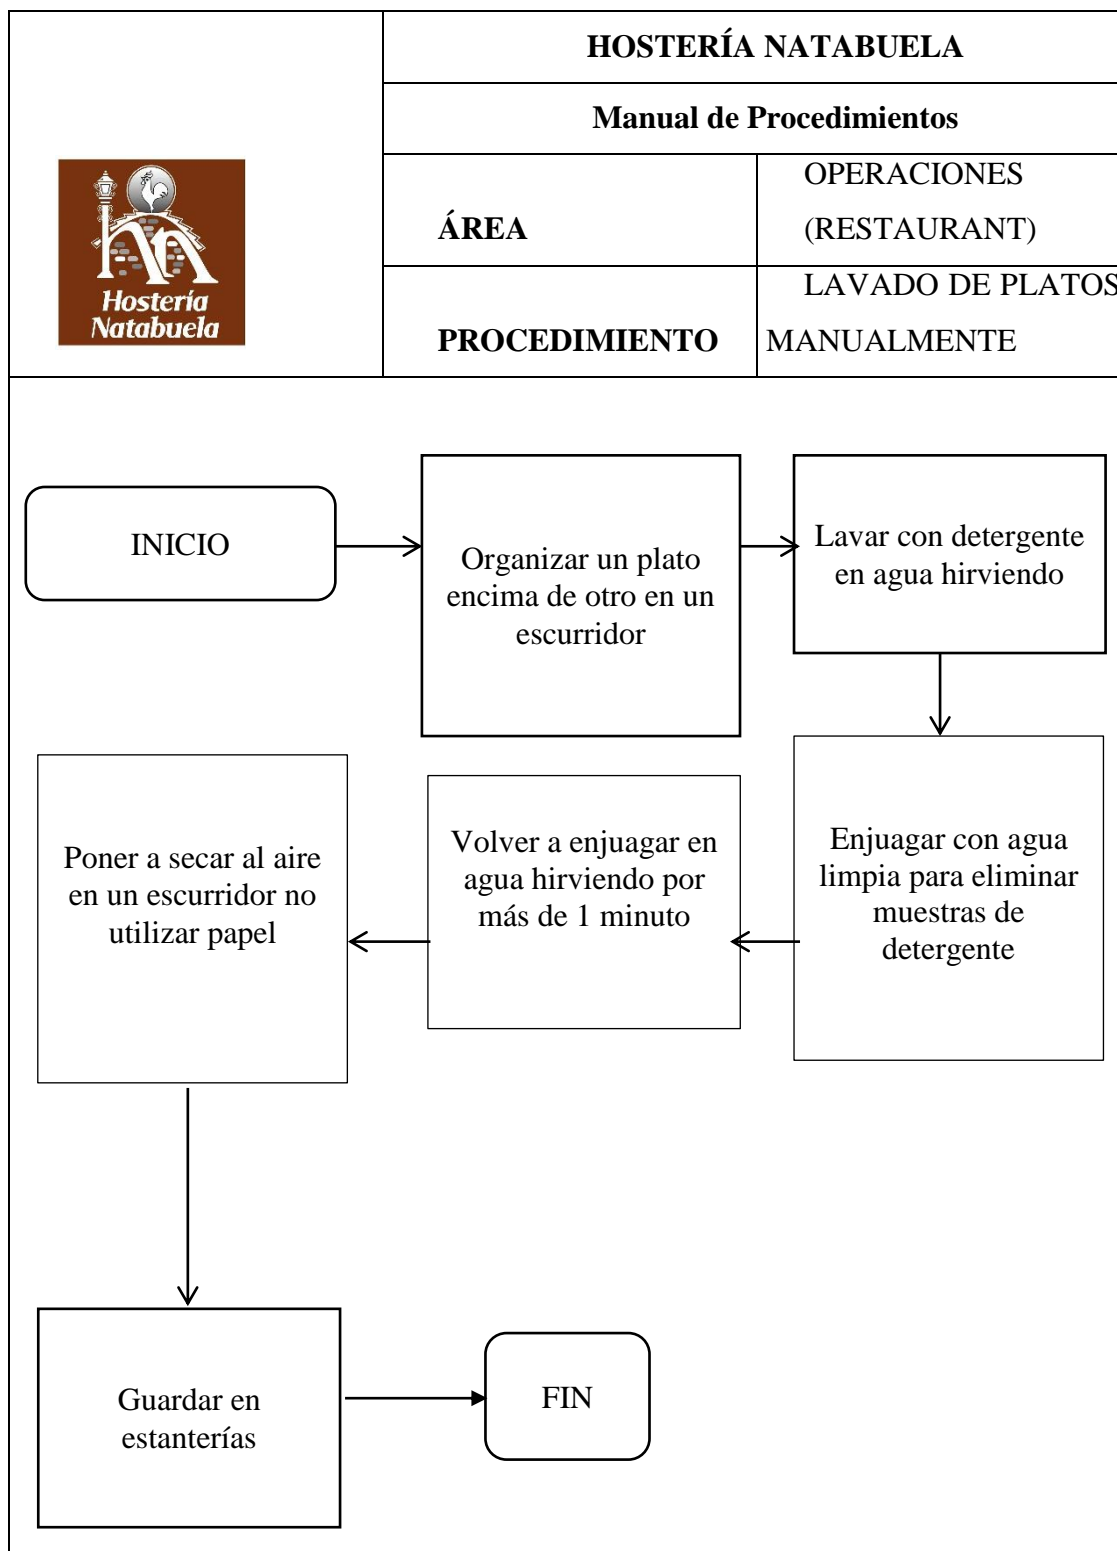 HOSTERÍA NATABUELA
Manual de Procedimientos
ÁREA
OPERACIONES
(RESTAURANT)
PROCEDIMIENTO
LAVADO DE PLATOS
MANUALMENTE
Hostería
Natabuela
INICIO
Organizar un plato
encima de otro en un
escurridor
Lavar con detergente
en agua hirviendo
Enjuagar con agua
limpia para eliminar
muestras de
detergente
Volver a enjuagar en
agua hirviendo por
más de 1 minuto
Poner a secar al aire
en un escurridor no
utilizar papel
Guardar en
estanterías
FIN